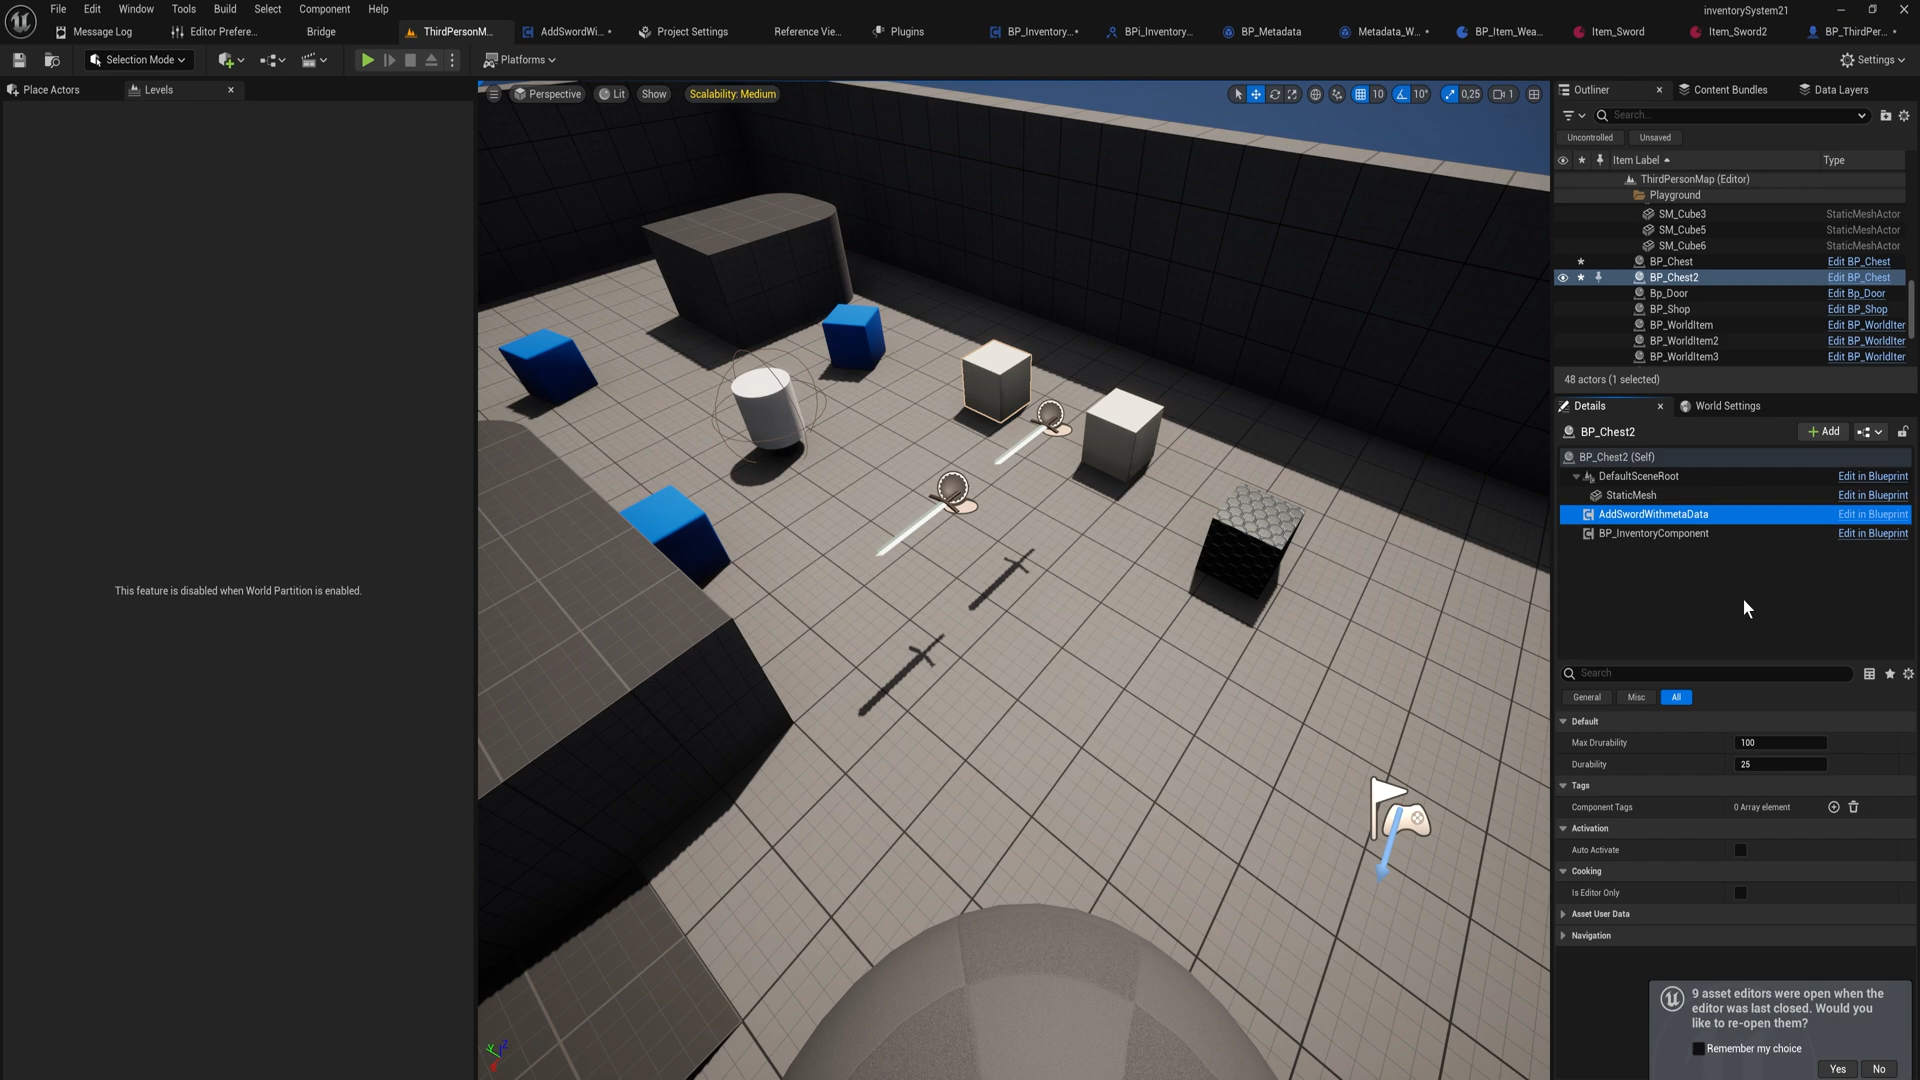 File Edit Window Tools Build Select Component Help
inventorySystem21
Message Log
Editor Prefere...
Bridge
ThirdPersonM...
AddSwordWi...
Project Settings
Reference Vie...
Plugins
BP_Inventory...
BPi_Inventory...
BP_Metadata
Metadata_W...
BP_Item_Wea...
Item_Sword
Item_Sword2
BP_ThirdPer...
Selection Mode
Platforms
Settings
Place Actors
Levels
This feature is disabled when World Partition is enabled.
Perspective
Lit
Show
Scalability: Medium
10
10°
0,25
1
Outliner
Content Bundles
Data Layers
Search...
Uncontrolled
Unsaved
Item Label
Type
ThirdPersonMap (Editor)
Playground
SM_Cube3 StaticMeshActor
SM_Cube5 StaticMeshActor
SM_Cube6 StaticMeshActor
BP_Chest Edit BP_Chest
BP_Chest2 Edit BP_Chest
Bp_Door Edit Bp_Door
BP_Shop Edit BP_Shop
BP_WorldItem Edit BP_WorldIter
BP_WorldItem2 Edit BP_WorldIter
BP_WorldItem3 Edit BP_WorldIter
48 actors (1 selected)
Details
World Settings
BP_Chest2
Add
BP_Chest2 (Self)
DefaultSceneRoot Edit in Blueprint
StaticMesh Edit in Blueprint
AddSwordWithmetaData Edit in Blueprint
BP_InventoryComponent Edit in Blueprint
Search
General Misc All
Default
Max Drurability 100
Durability 25
Tags
Component Tags 0 Array element
Activation
Auto Activate
Cooking
Is Editor Only
Asset User Data
Navigation
9 asset editors were open when the
editor was last closed. Would you
like to re-open them?
Remember my choice
Yes No